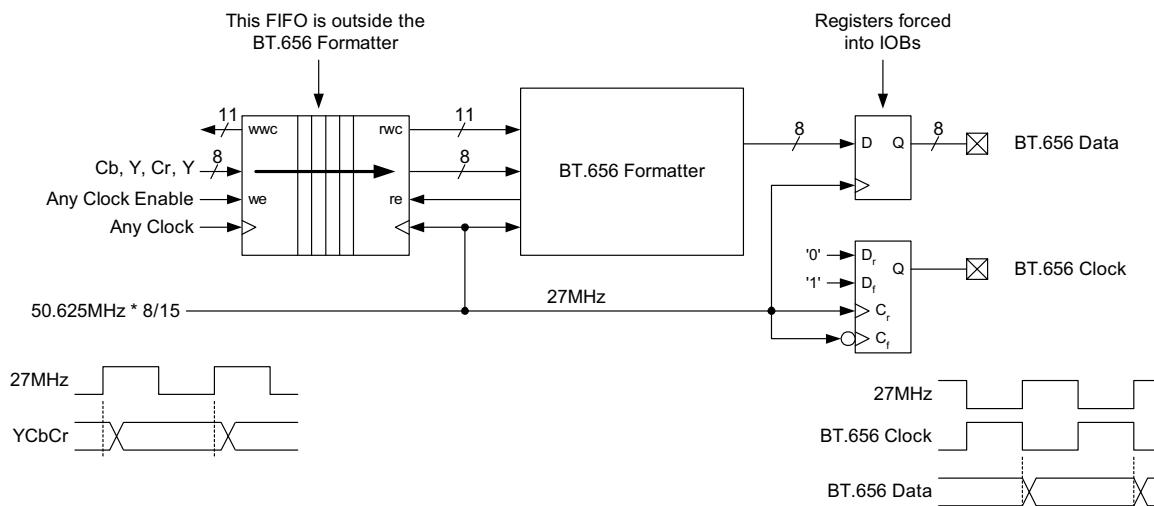 This FIFO is outside the
BT.656 Formatter
Registers forced
into IOBs
11
wwc
rwc
11
8
D
Q
8
BT.656 Data
Cb, Y, Cr, Y
8
8
BT.656 Formatter
Any Clock Enable
we
re
Any Clock
'0'
Dr
Q
BT.656 Clock
'1'
Df
50.625MHz * 8/15
27MHz
Cr
Cf
27MHz
27MHz
YCbCr
BT.656 Clock
BT.656 Data